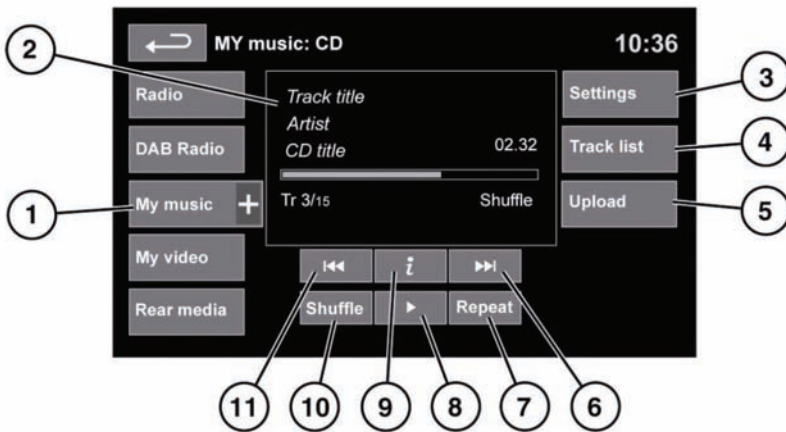 MY music: CD
10:36
2
Radio
DAB Radio
My music +
My video
Rear media
Track title
Artist
CD title
02.32
Tr 3/15
Shuffle
Settings
Track list
Upload
3
4
5
1
i
Shuffle
Repeat
11
10
9
8
7
6